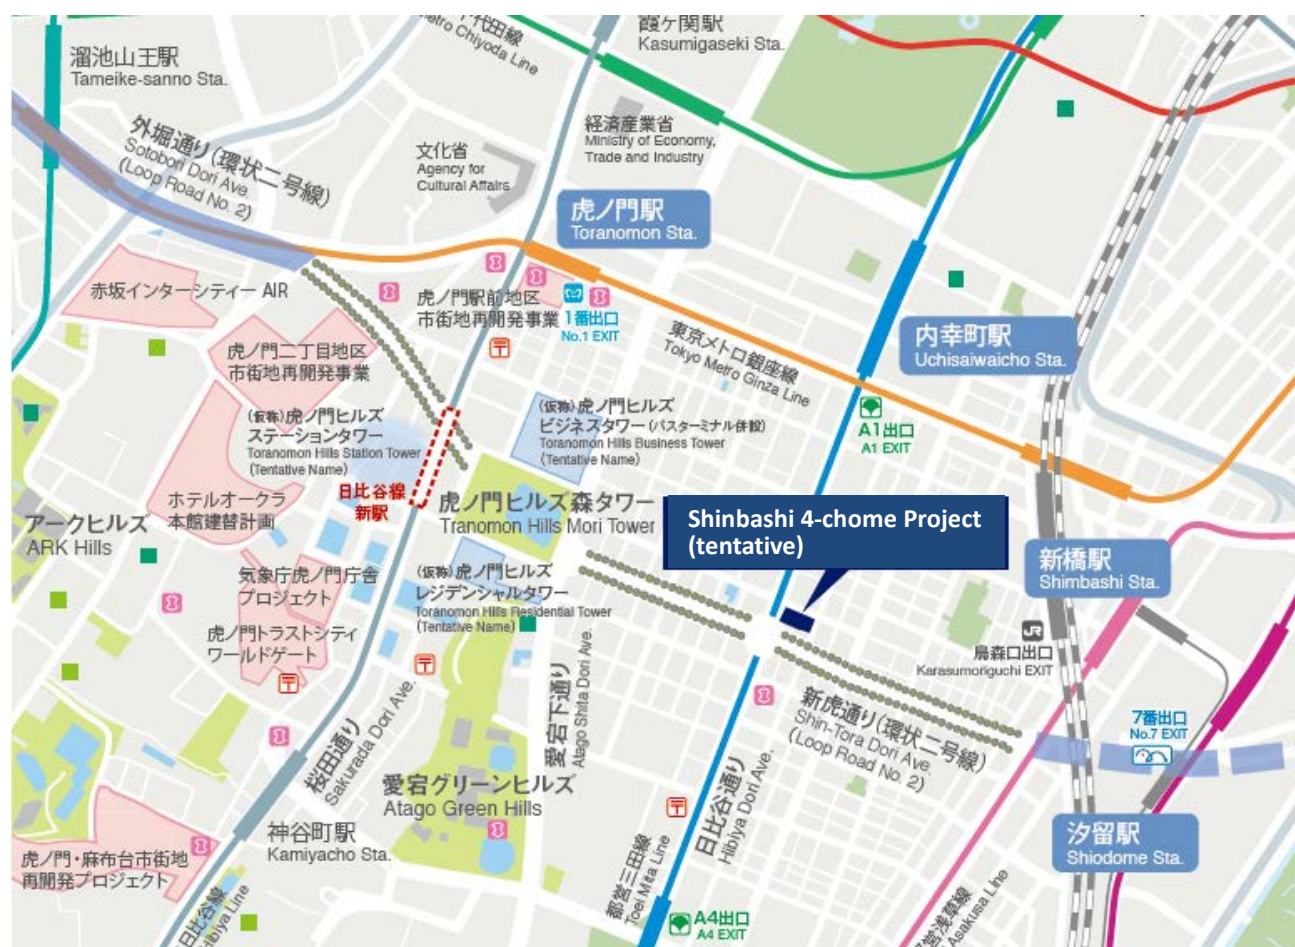 溜池山王駅
Tameike-sanno Sta.
千代田線
Metro Chiyoda Line
霞ヶ関駅
Kasumigaseki Sta.
外堀通り(環状二号線)
Sotobori Dori Ave.
(Loop Road No. 2)
文化省
Agency for
Cultural Affairs
経済産業省
Ministry of Economy,
Trade and Industry
虎ノ門駅
Toranomon Sta.
赤坂インターシティー AIR
虎ノ門駅前地区
市街地再開発事業
1番出口
No.1 EXIT
東京メトロ銀座線
Tokyo Metro Ginza Line
内幸町駅
Uchisaiwaicho Sta.
虎ノ門二丁目地区
市街地再開発事業
(仮称)虎ノ門ヒルズ
ステーションタワー
Toranomon Hills Station Tower
(Tentative Name)
(仮称)虎ノ門ヒルズ
ビジネスタワー(バスターミナル併設)
Toranomon Hills Business Tower
(Tentative Name)
A1出口
A1 EXIT
日比谷線
新駅
ホテルオークラ
本館建替計画
アークヒルズ
ARK Hills
虎ノ門ヒルズ森タワー
Tranomon Hills Mori Tower
Shinbashi 4-chome Project
(tentative)
新橋駅
Shimbashi Sta.
気象庁虎ノ門庁舎
プロジェクト
(仮称)虎ノ門ヒルズ
レジデンシャルタワー
Toranomon Hills Residential Tower
(Tentative Name)
虎ノ門トラストシティ
ワールドゲート
JR
烏森口出口
Karasumoriguchi EXIT
愛宕下通り
Atago Shita Dori Ave.
桜田通り
Sakurada Dori Ave.
新虎通り(環状二号線)
Shin-Tora Dori Ave.
(Loop Road No. 2)
7番出口
No.7 EXIT
愛宕グリーンヒルズ
Atago Green Hills
日比谷通り
Hibiya Dori Ave.
神谷町駅
Kamiyacho Sta.
汐留駅
Shiodome Sta.
虎ノ門・麻布台市街地
再開発プロジェクト
日比谷線
Hibiya Line
都営三田線
Toei Mita Line
A4出口
A4 EXIT
営浅草線
Asakusa Line